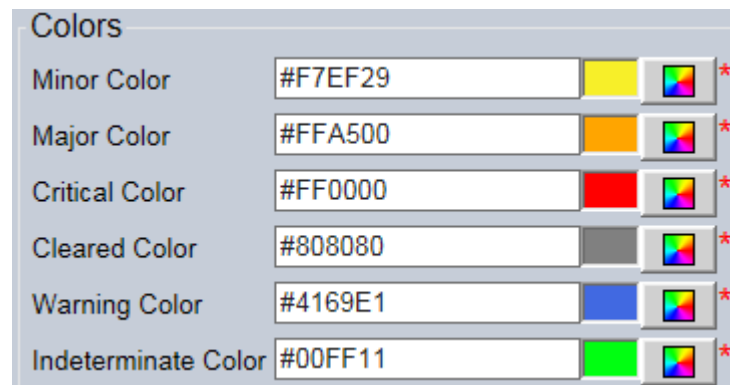 Colors
Minor Color #F7EF29 *
Major Color #FFA500 *
Critical Color #FF0000 *
Cleared Color #808080 *
Warning Color #4169E1 *
Indeterminate Color #00FF11 *